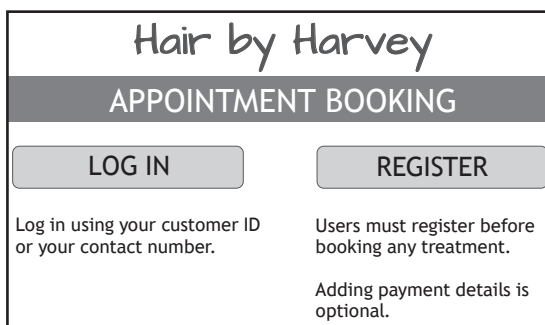 Hair by Harvey
APPOINTMENT BOOKING
LOG IN
Log in using your customer ID
or your contact number.
REGISTER
Users must register before
booking any treatment.
Adding payment details is
optional.